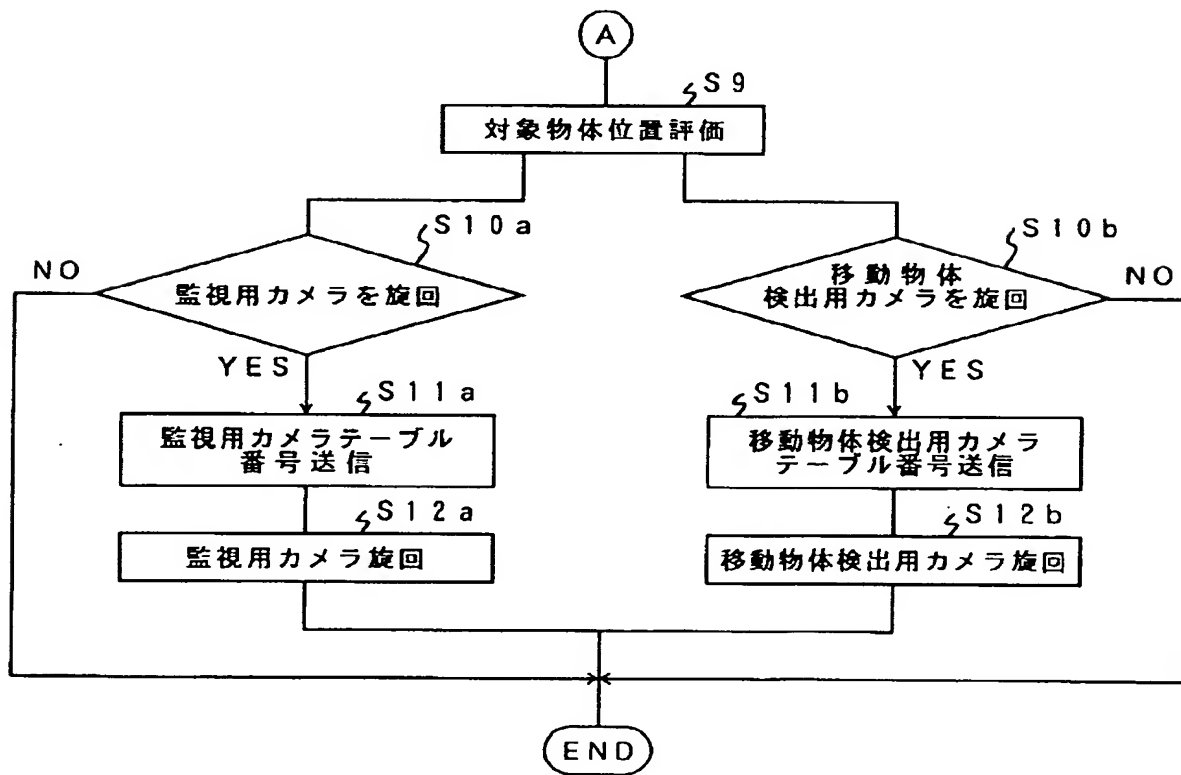 A
S9
対象物体位置評価
S10a
NO
監視用カメラを旋回
YES
S11a
監視用カメラテーブル
番号送信
S12a
監視用カメラ旋回
S10b
移動物体
検出用カメラを旋回
NO
YES
S11b
移動物体検出用カメラ
テーブル番号送信
S12b
移動物体検出用カメラ旋回
END